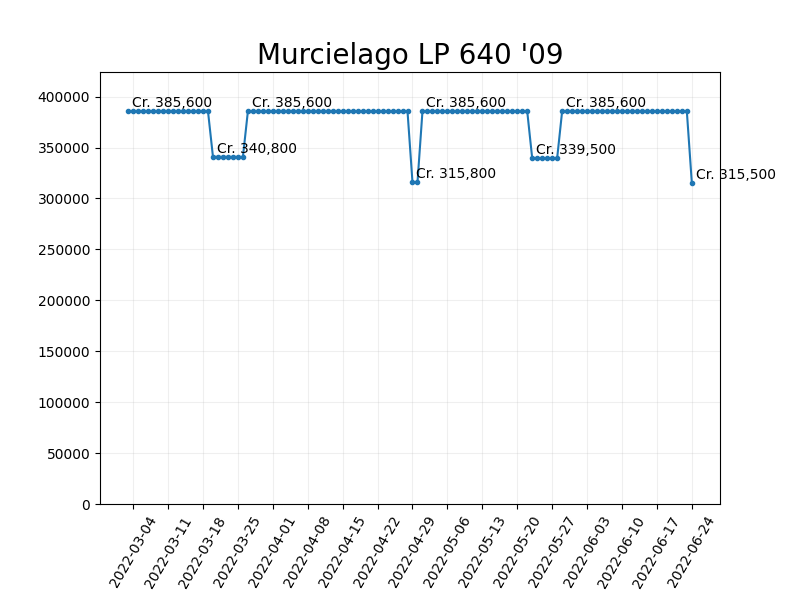 Murcielago LP 640 '09
400000
350000
300000
250000
200000
150000
100000
50000
0
Cr. 385,600
Cr. 340,800
Cr. 385,600
Cr. 315,800
Cr. 385,600
Cr. 339,500
Cr. 385,600
Cr. 315,500
2022-03-04
2022-03-11
2022-03-18
2022-03-25
2022-04-01
2022-04-08
2022-04-15
2022-04-22
2022-04-29
2022-05-06
2022-05-13
2022-05-20
2022-05-27
2022-06-03
2022-06-10
2022-06-17
2022-06-24